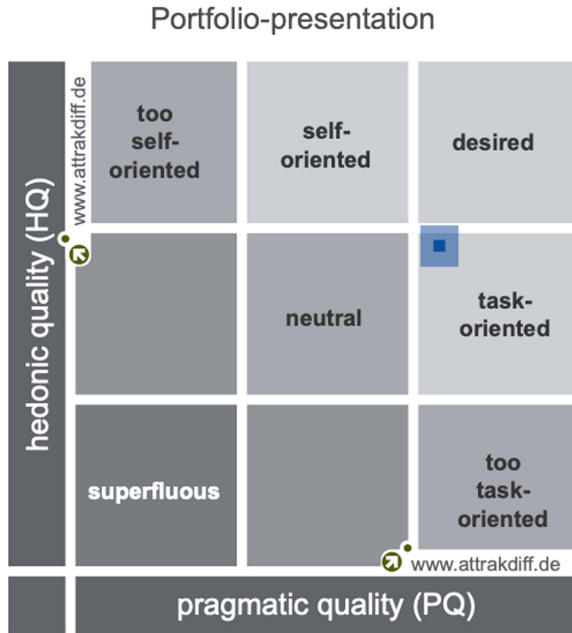 Portfolio-presentation
hedonic quality (HQ)
www.attrakdiff.de
too
self-
oriented
self-
oriented
desired
neutral
task-
oriented
superfluous
too
task-
oriented
www.attrakdiff.de
pragmatic quality (PQ)